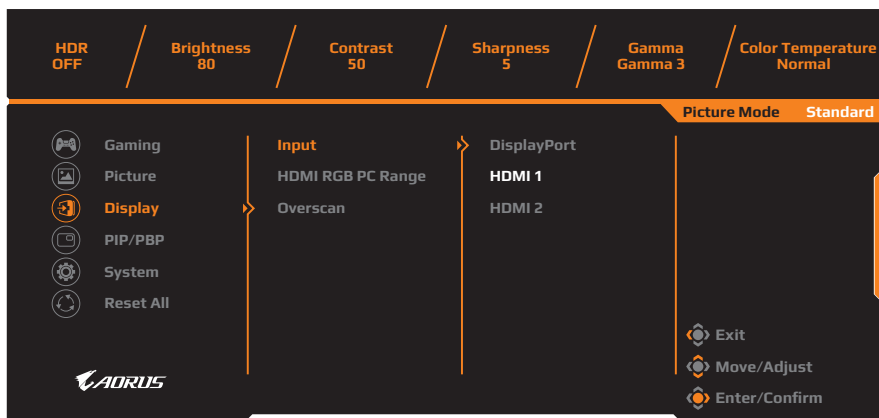 HDR OFF
Brightness 80
Contrast 50
Sharpness 5
Gamma Gamma 3
Color Temperature Normal
Picture Mode Standard
Gaming
Picture
Display
PIP/PBP
System
Reset All
Input
HDMI RGB PC Range
Overscan
DisplayPort
HDMI 1
HDMI 2
Exit
Move/Adjust
Enter/Confirm
AORUS